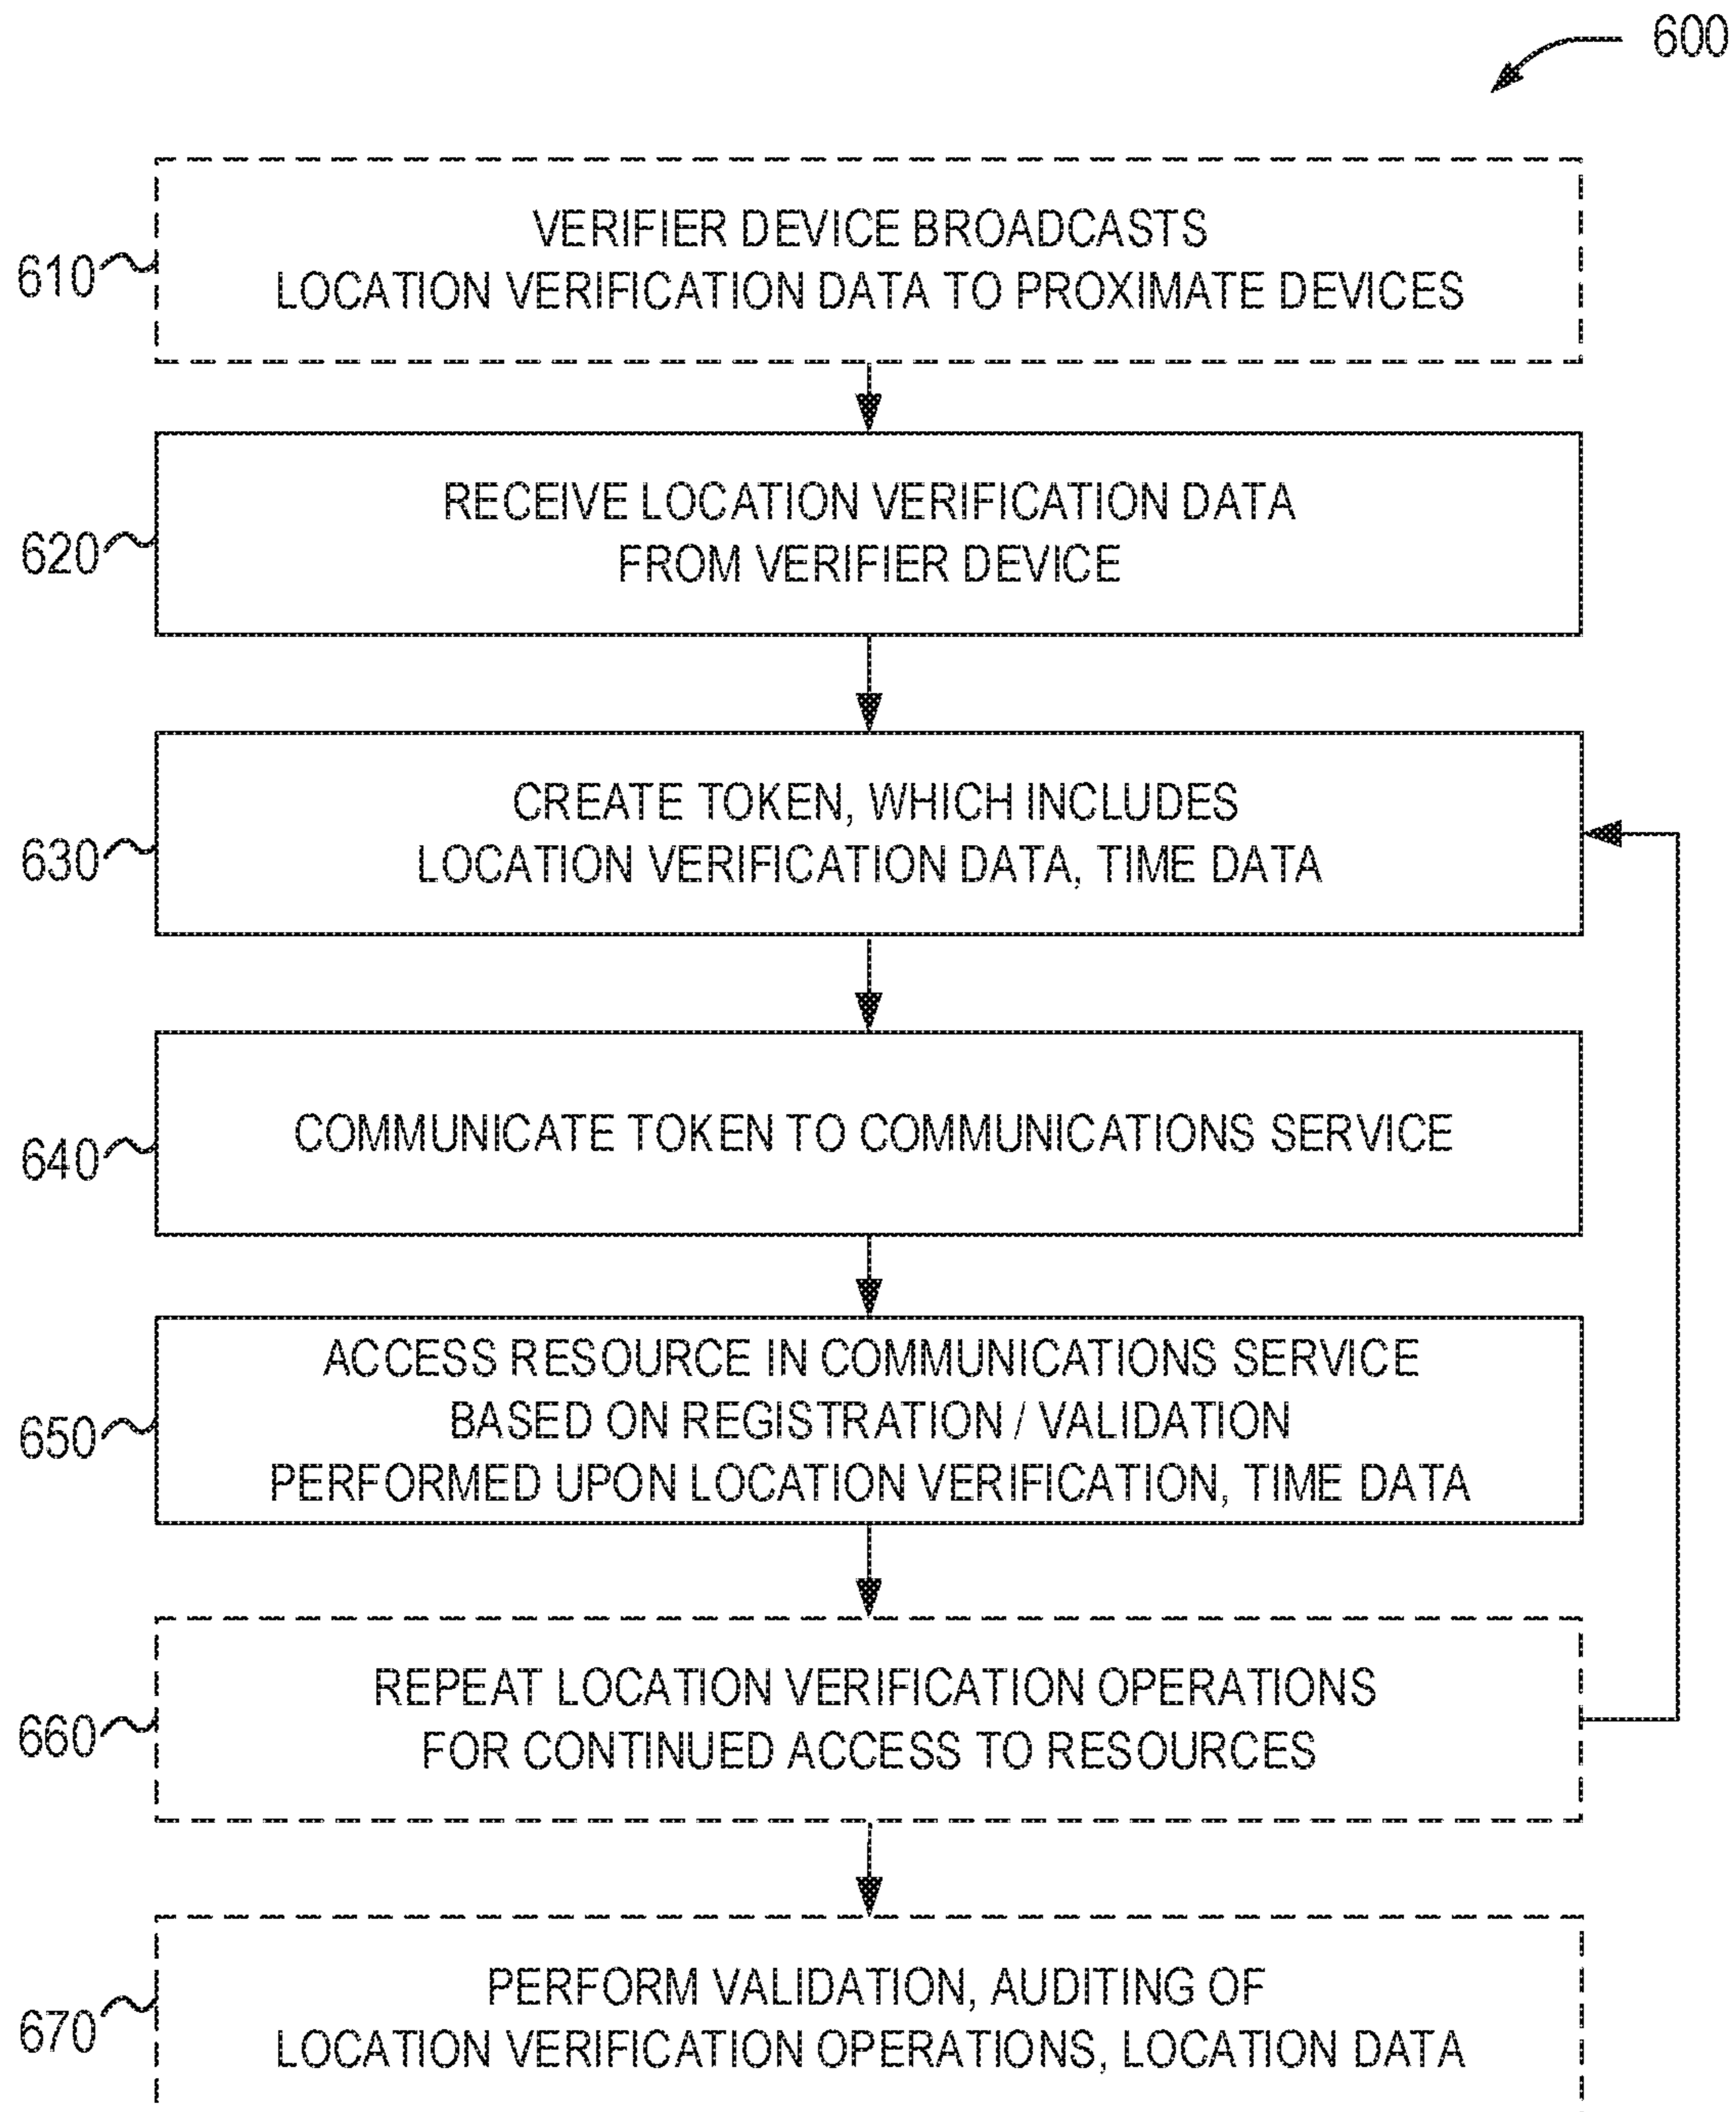 600
VERIFIER DEVICE BROADCASTS
610
LOCATION VERIFICATION DATA TO PROXIMATE DEVICES
RECEIVE LOCATION VERIFICATION DATA
620
FROM VERIFIER DEVICE
CREATE TOKEN, WHICH INCLUDES
630
LOCATION VERIFICATION DATA, TIME DATA
640
COMMUNICATE TOKEN TO COMMUNICATIONS SERVICE
ACCESS RESOURCE IN COMMUNICATIONS SERVICE
650
BASED ON REGISTRATION / VALIDATION
PERFORMED UPON LOCATION VERIFICATION, TIME DATA
REPEAT LOCATION VERIFICATION OPERATIONS
660
FOR CONTINUED ACCESS TO RESOURCES
PERFORM VALIDATION, AUDITING OF
670
LOCATION VERIFICATION OPERATIONS, LOCATION DATA